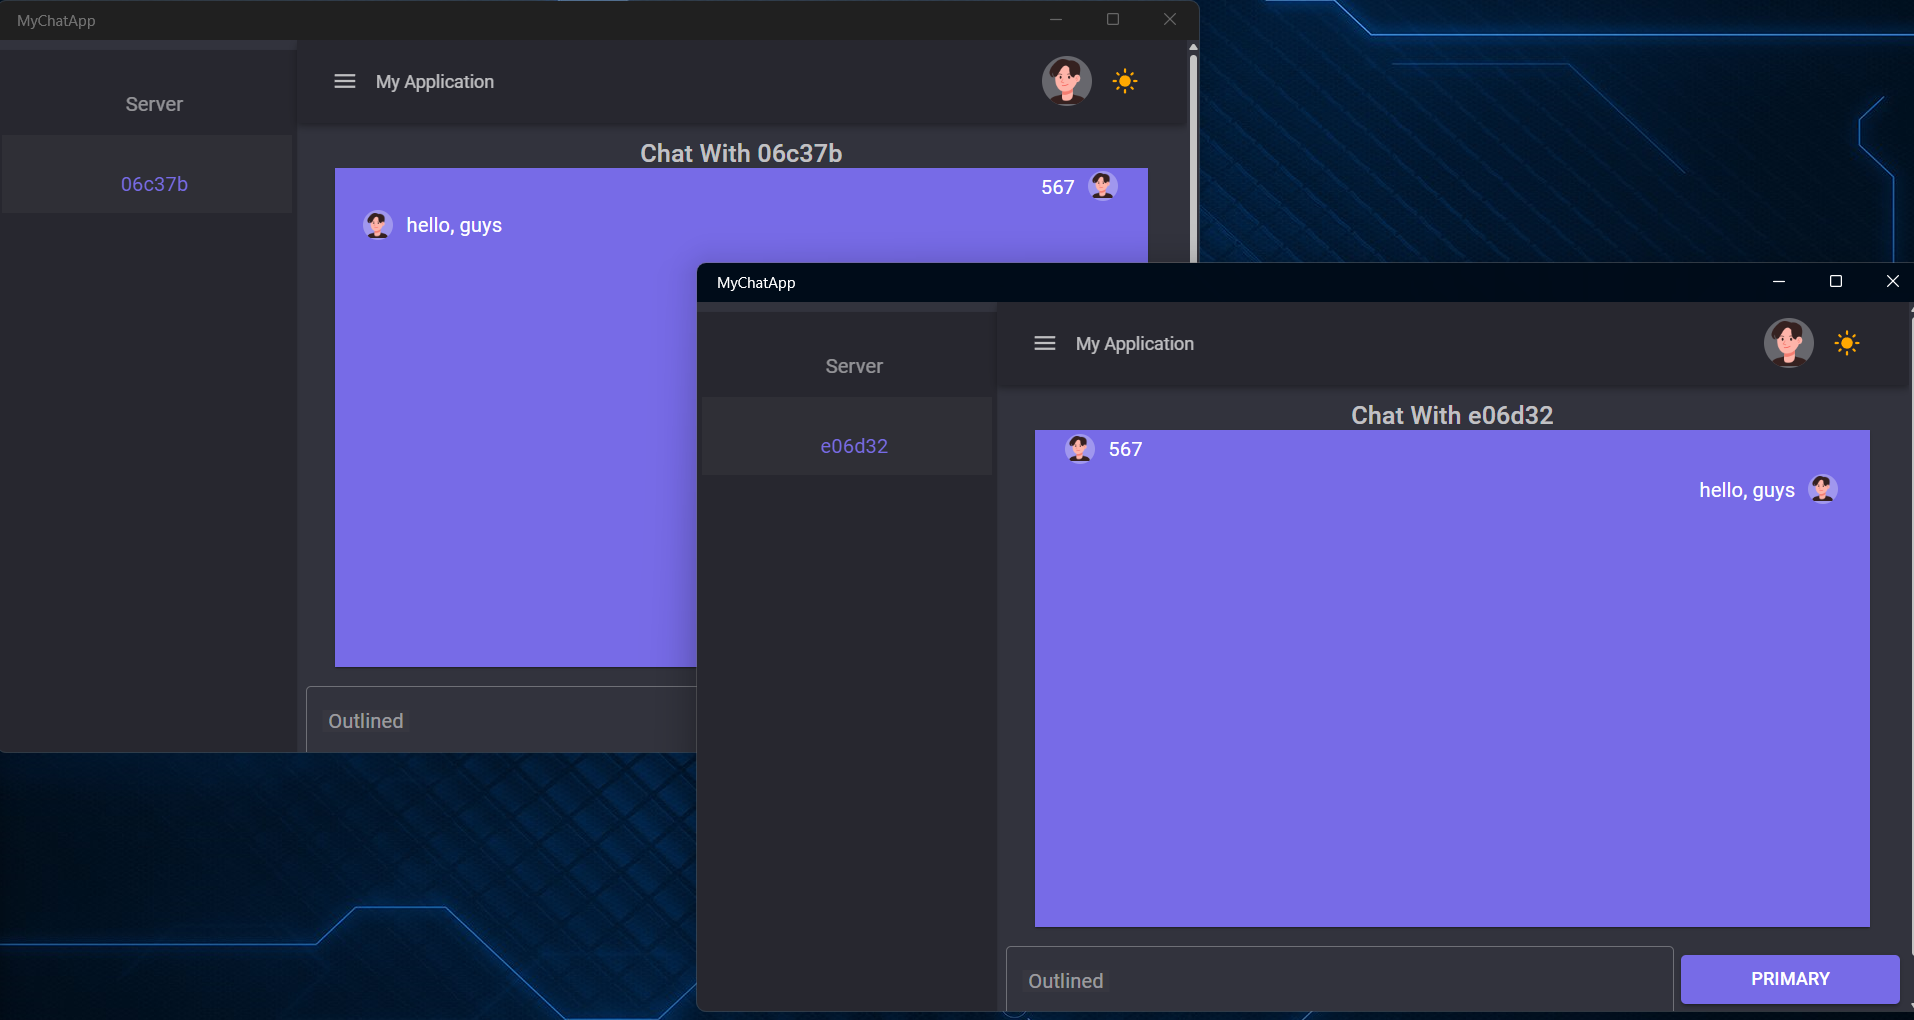 MyChatApp
Server
06c37b
My Application
Chat With 06c37b
567
hello, guys
Outlined
MyChatApp
Server
e06d32
My Application
Chat With e06d32
567
hello, guys
Outlined
PRIMARY